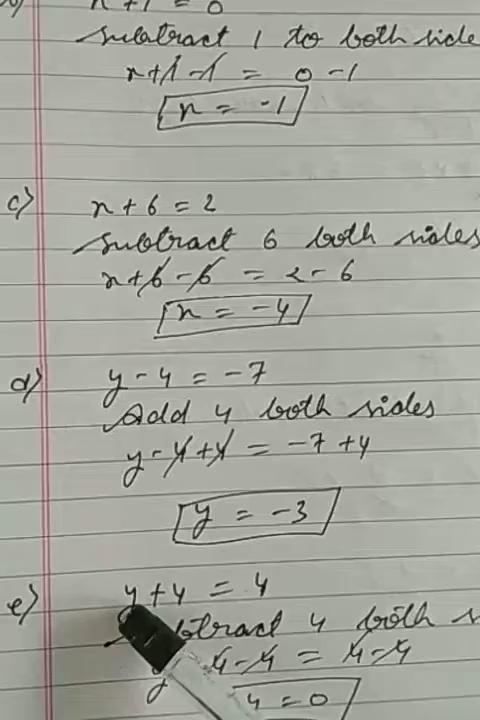 x + 1 = 0
Subtract 1 to both side
x + 1 - 1 = 0 - 1
x = -1
c) x + 6 = 2
Subtract 6 both sides
x + 6 - 6 = 2 - 6
x = -4
d) y - 4 = -7
Add 4 both sides
y - 4 + 4 = -7 + 4
y = -3
e) y + 4 = 4
4 both
y 4 - 4 = 4 - 4
y = 0